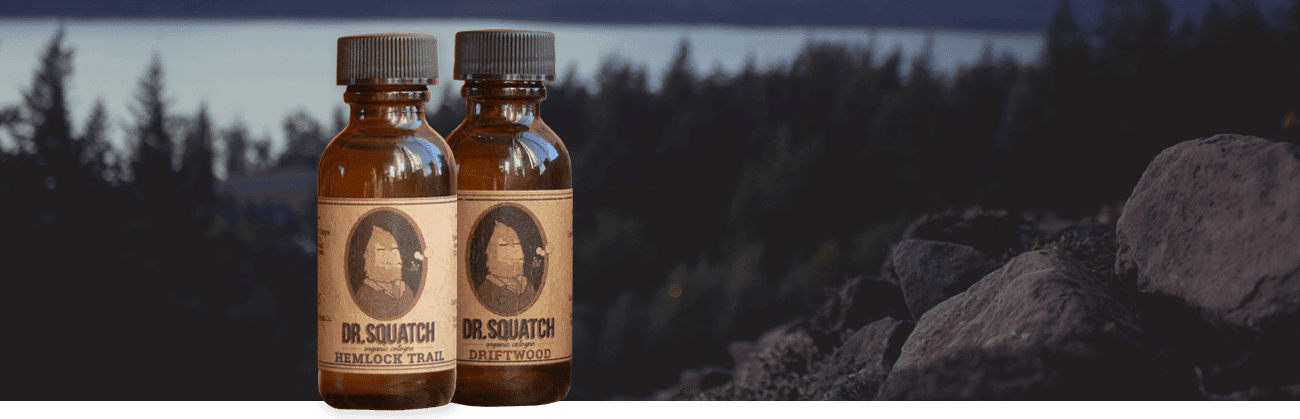 DR. SQUATCH
organic cologne
HEMLOCK TRAIL
DR. SQUATCH
organic cologne
DRIFTWOOD